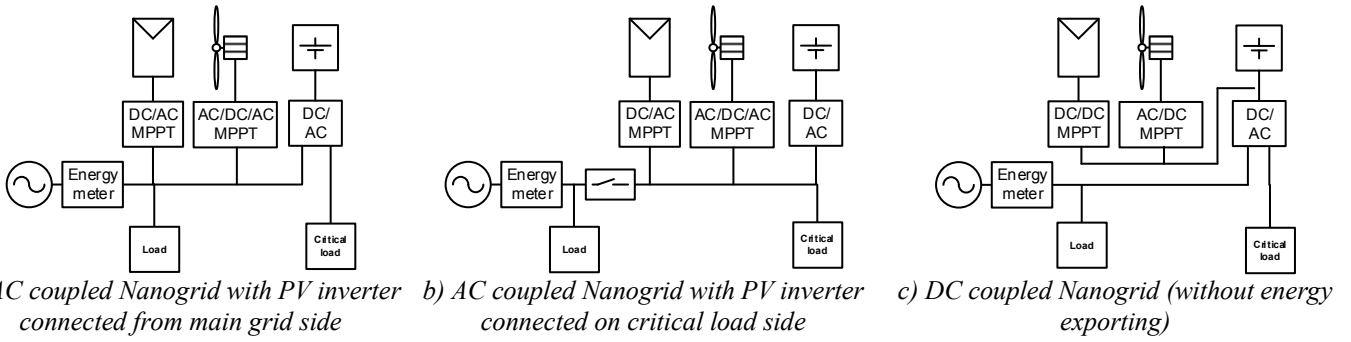 DC/AC
MPPT
AC/DC/AC
MPPT
DC/
AC
Energy
meter
Load
Critical
load
AC coupled Nanogrid with PV inverter
connected from main grid side
DC/AC
MPPT
AC/DC/AC
MPPT
DC/
AC
Energy
meter
Load
Critical
load
b) AC coupled Nanogrid with PV inverter
connected on critical load side
DC/DC
MPPT
AC/DC
MPPT
DC/
AC
Energy
meter
Load
Critical
load
c) DC coupled Nanogrid (without energy
exporting)